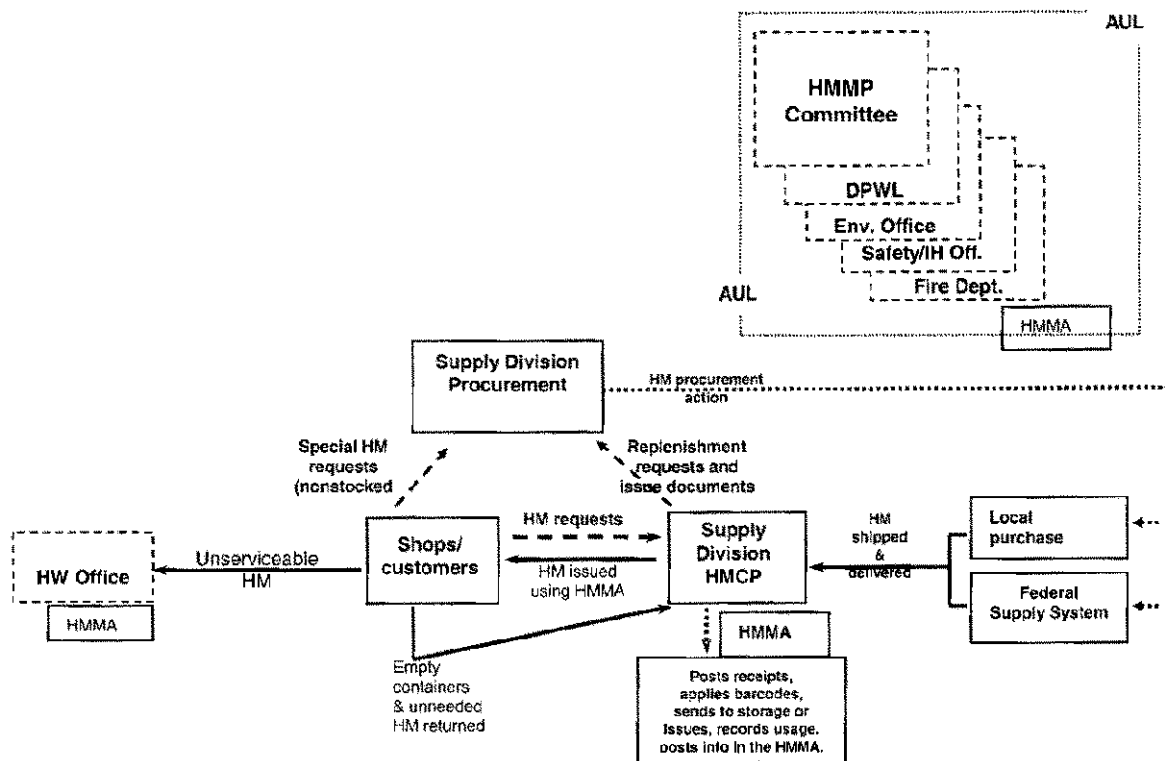 AUL
HMMP
Committee
DPWL
Env. Office
Safety/IH Off.
Fire Dept.
AUL
HMMA
Supply Division
Procurement
HM procurement
action
Special HM
requests
(nonstocked
Replenishment
requests and
issue documents
HW Office
HMMA
Unserviceable
HM
Shops/
customers
HM requests
HM issued
using HMMA
Supply
Division
HMCP
HM
shipped
&
delivered
Local
purchase
Federal
Supply System
Empty
containers
& unneeded
HM returned
HMMA
Posts receipts,
applies barcodes,
sends to storage or
issues, records usage.
posts into in the HMMA.